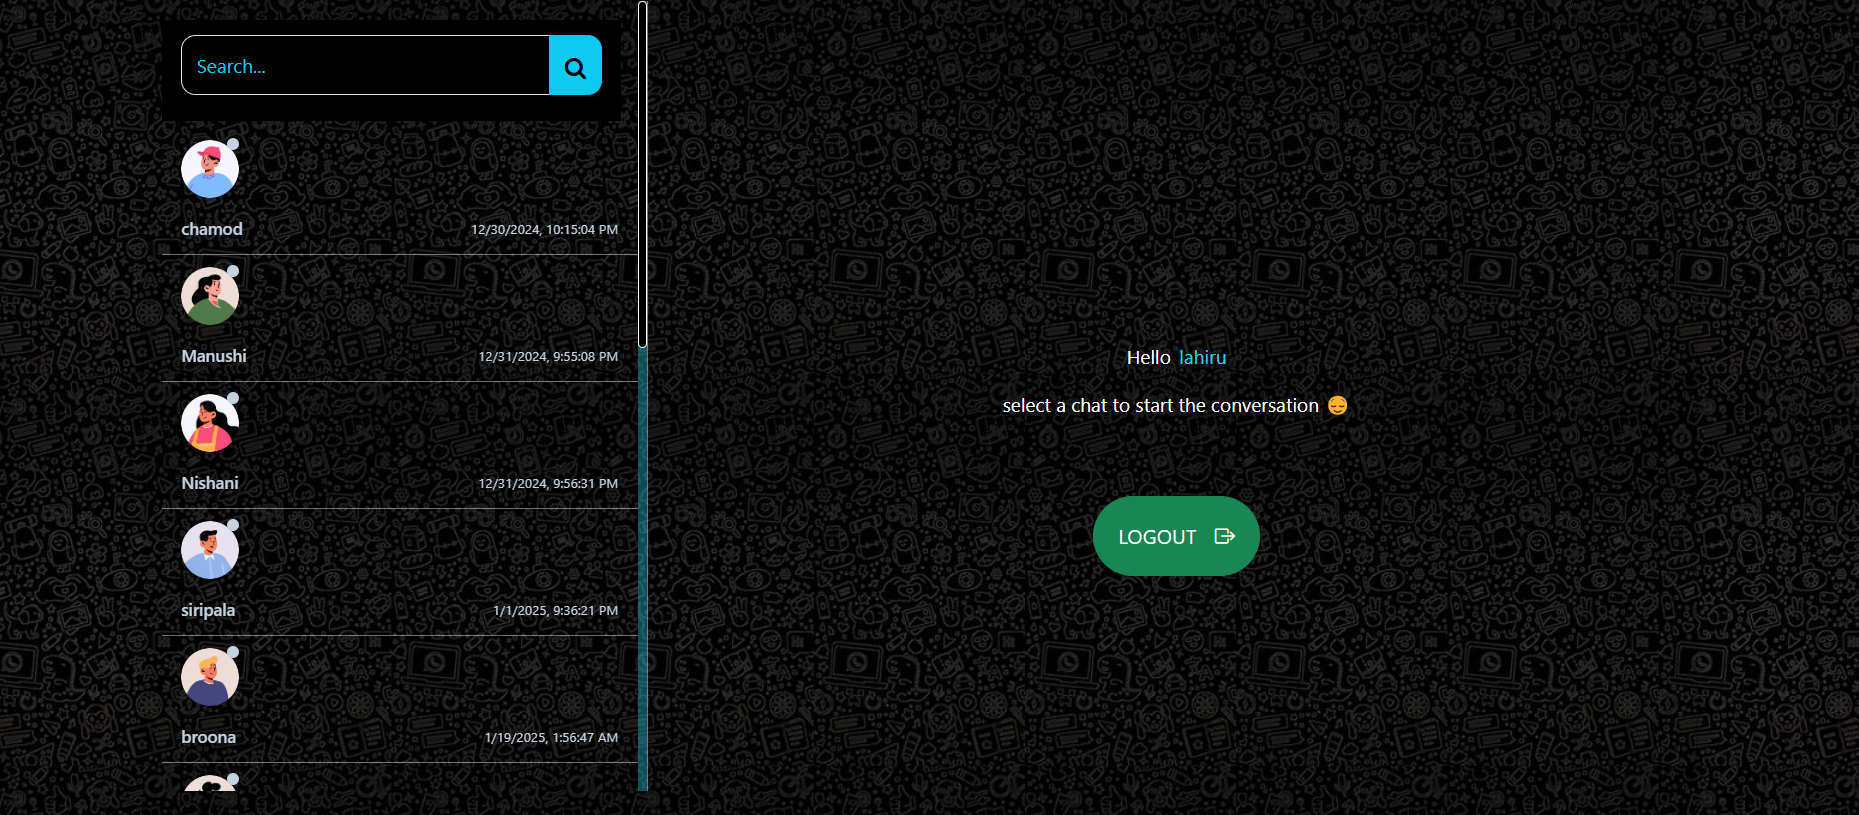 Search...
chamod 12/30/2024, 10:15:04 PM
Manushi 12/31/2024, 9:55:08 PM
Nishani 12/31/2024, 9:56:31 PM
siripala 1/1/2025, 9:36:21 PM
broona 1/19/2025, 1:56:47 AM
Hello lahiru
select a chat to start the conversation 😌
LOGOUT